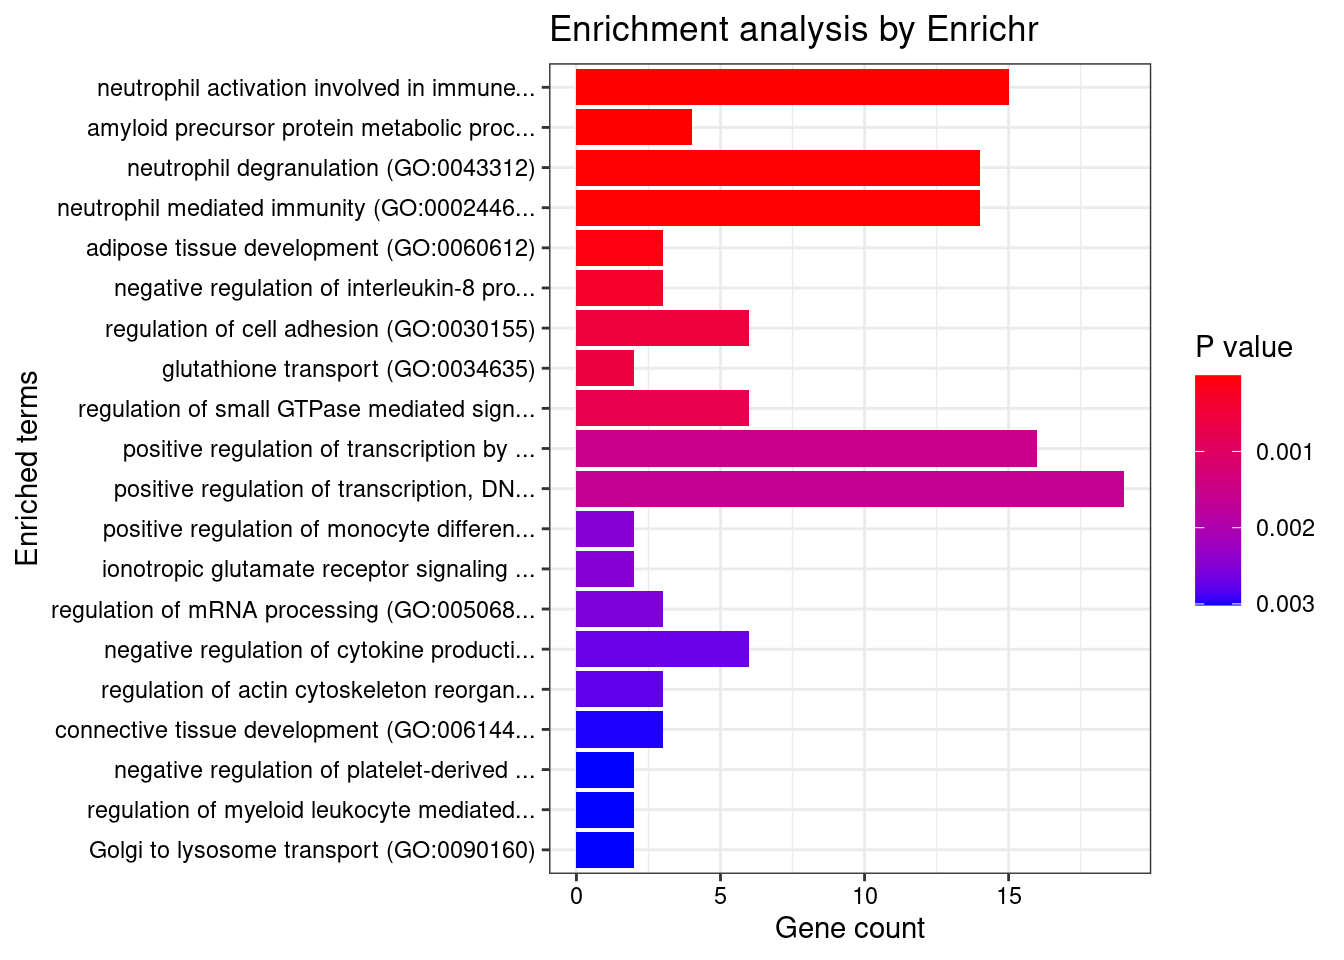 Enrichment analysis by Enrichr
neutrophil activation involved in immune...
amyloid precursor protein metabolic proc...
neutrophil degranulation (GO:0043312)
neutrophil mediated immunity (GO:0002446...
adipose tissue development (GO:0060612)
negative regulation of interleukin-8 pro...
regulation of cell adhesion (GO:0030155)
glutathione transport (GO:0034635)
regulation of small GTPase mediated sign...
positive regulation of transcription by ...
positive regulation of transcription, DN...
positive regulation of monocyte differen...
ionotropic glutamate receptor signaling ...
regulation of mRNA processing (GO:005068...
negative regulation of cytokine producti...
regulation of actin cytoskeleton reorgan...
connective tissue development (GO:006144...
negative regulation of platelet-derived ...
regulation of myeloid leukocyte mediated...
Golgi to lysosome transport (GO:0090160)
Enriched terms
0 5 10 15
Gene count
P value
0.001
0.002
0.003